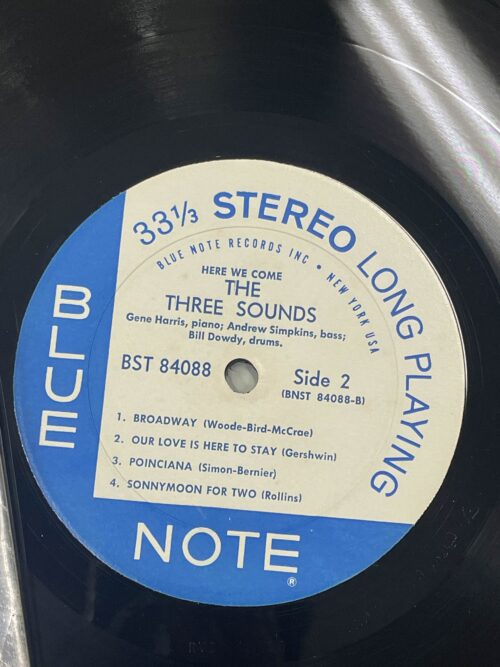 33⅓ STEREO LONG PLAYING
BLUE NOTE RECORDS INC • NEW YORK USA
HERE WE COME
THE
THREE SOUNDS
Gene Harris, piano; Andrew Simpkins, bass;
Bill Dowdy, drums.
BST 84088
Side 2
(BNST 84088-B)
1. BROADWAY (Woode-Bird-McCrae)
2. OUR LOVE IS HERE TO STAY (Gershwin)
3. POINCIANA (Simon-Bernier)
4. SONNYMOON FOR TWO (Rollins)
BLUE
NOTE
®